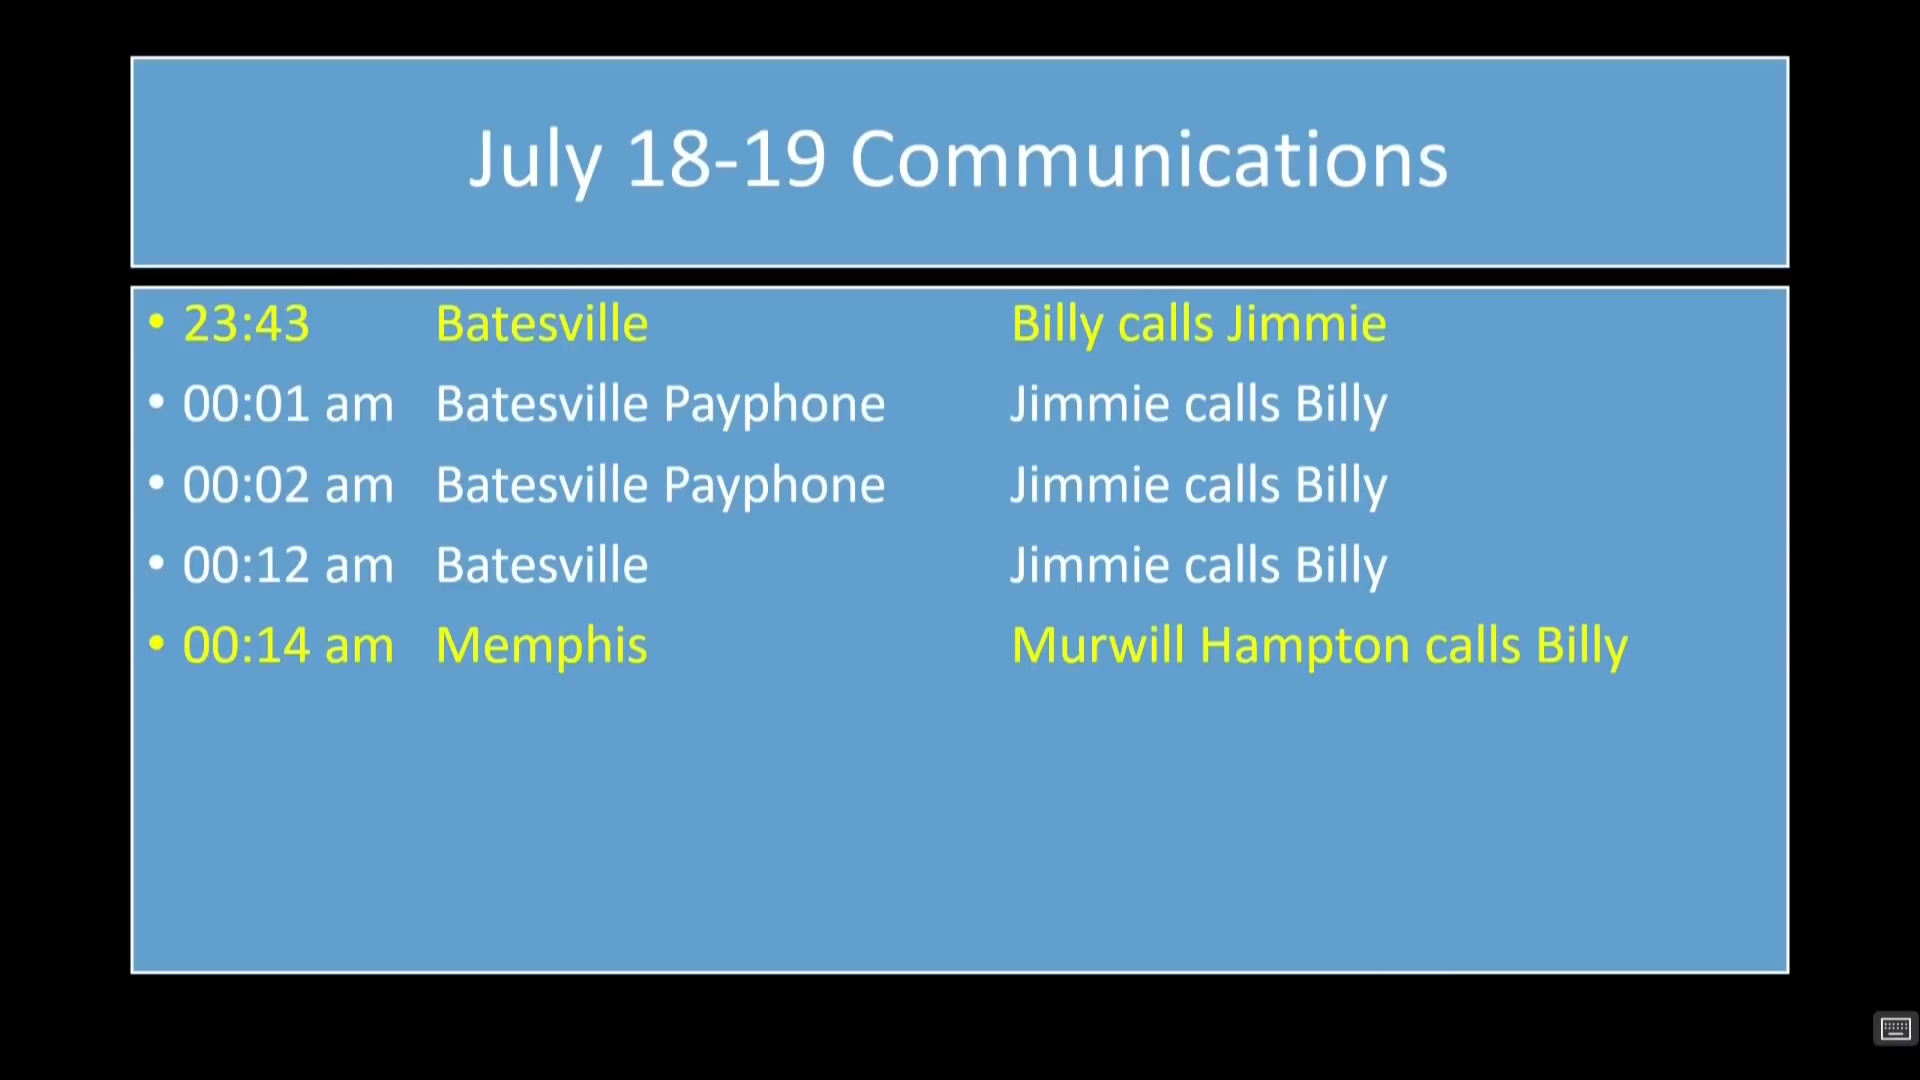 July 18-19 Communications
• 23:43 Batesville Billy calls Jimmie
• 00:01 am Batesville Payphone Jimmie calls Billy
• 00:02 am Batesville Payphone Jimmie calls Billy
• 00:12 am Batesville Jimmie calls Billy
• 00:14 am Memphis Murwill Hampton calls Billy